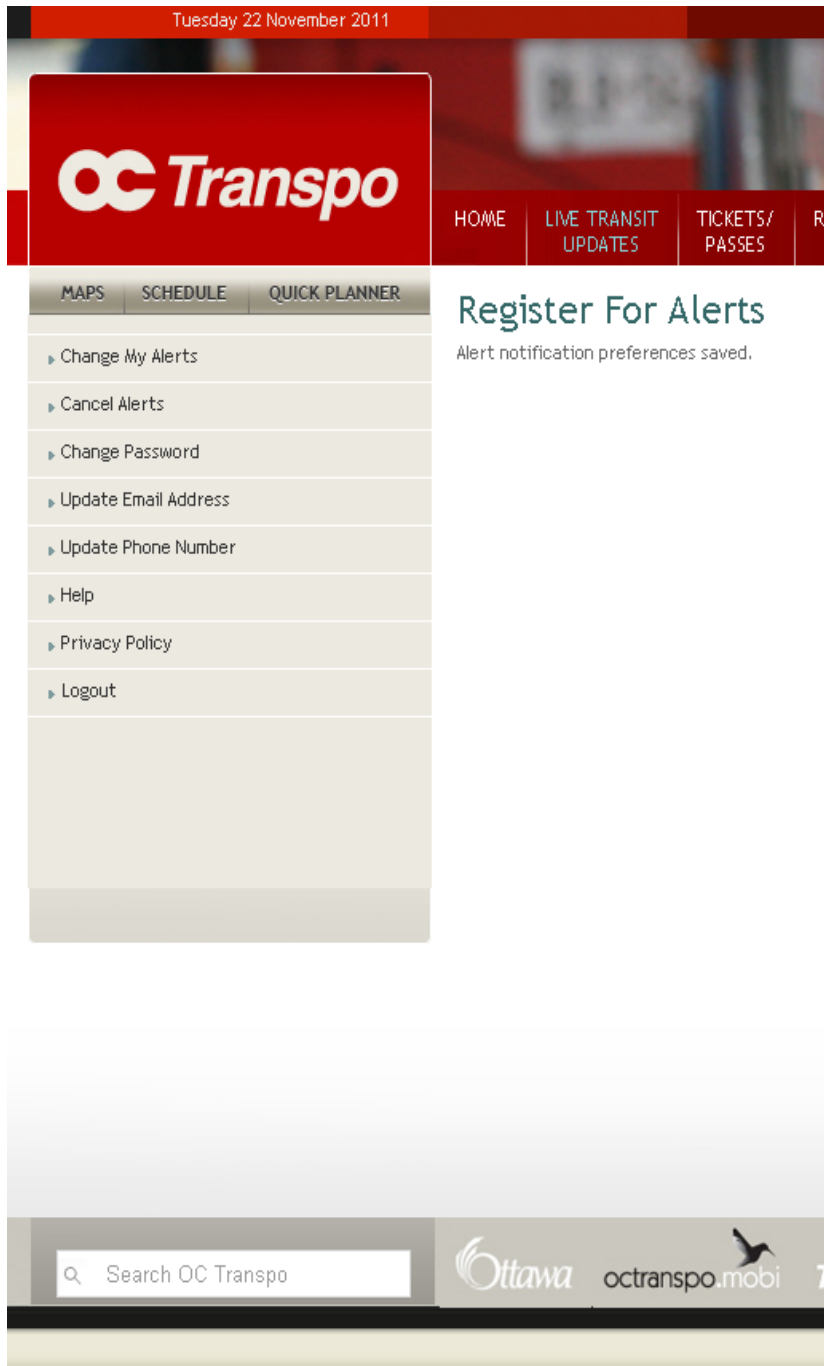 Tuesday 22 November 2011
OC Transpo
HOME
LIVE TRANSIT
UPDATES
TICKETS/
PASSES
R
MAPS SCHEDULE QUICK PLANNER
Register For Alerts
Alert notification preferences saved.
Change My Alerts
Cancel Alerts
Change Password
Update Email Address
Update Phone Number
Help
Privacy Policy
Logout
Search OC Transpo
Ottawa
octranspo.mobi
T